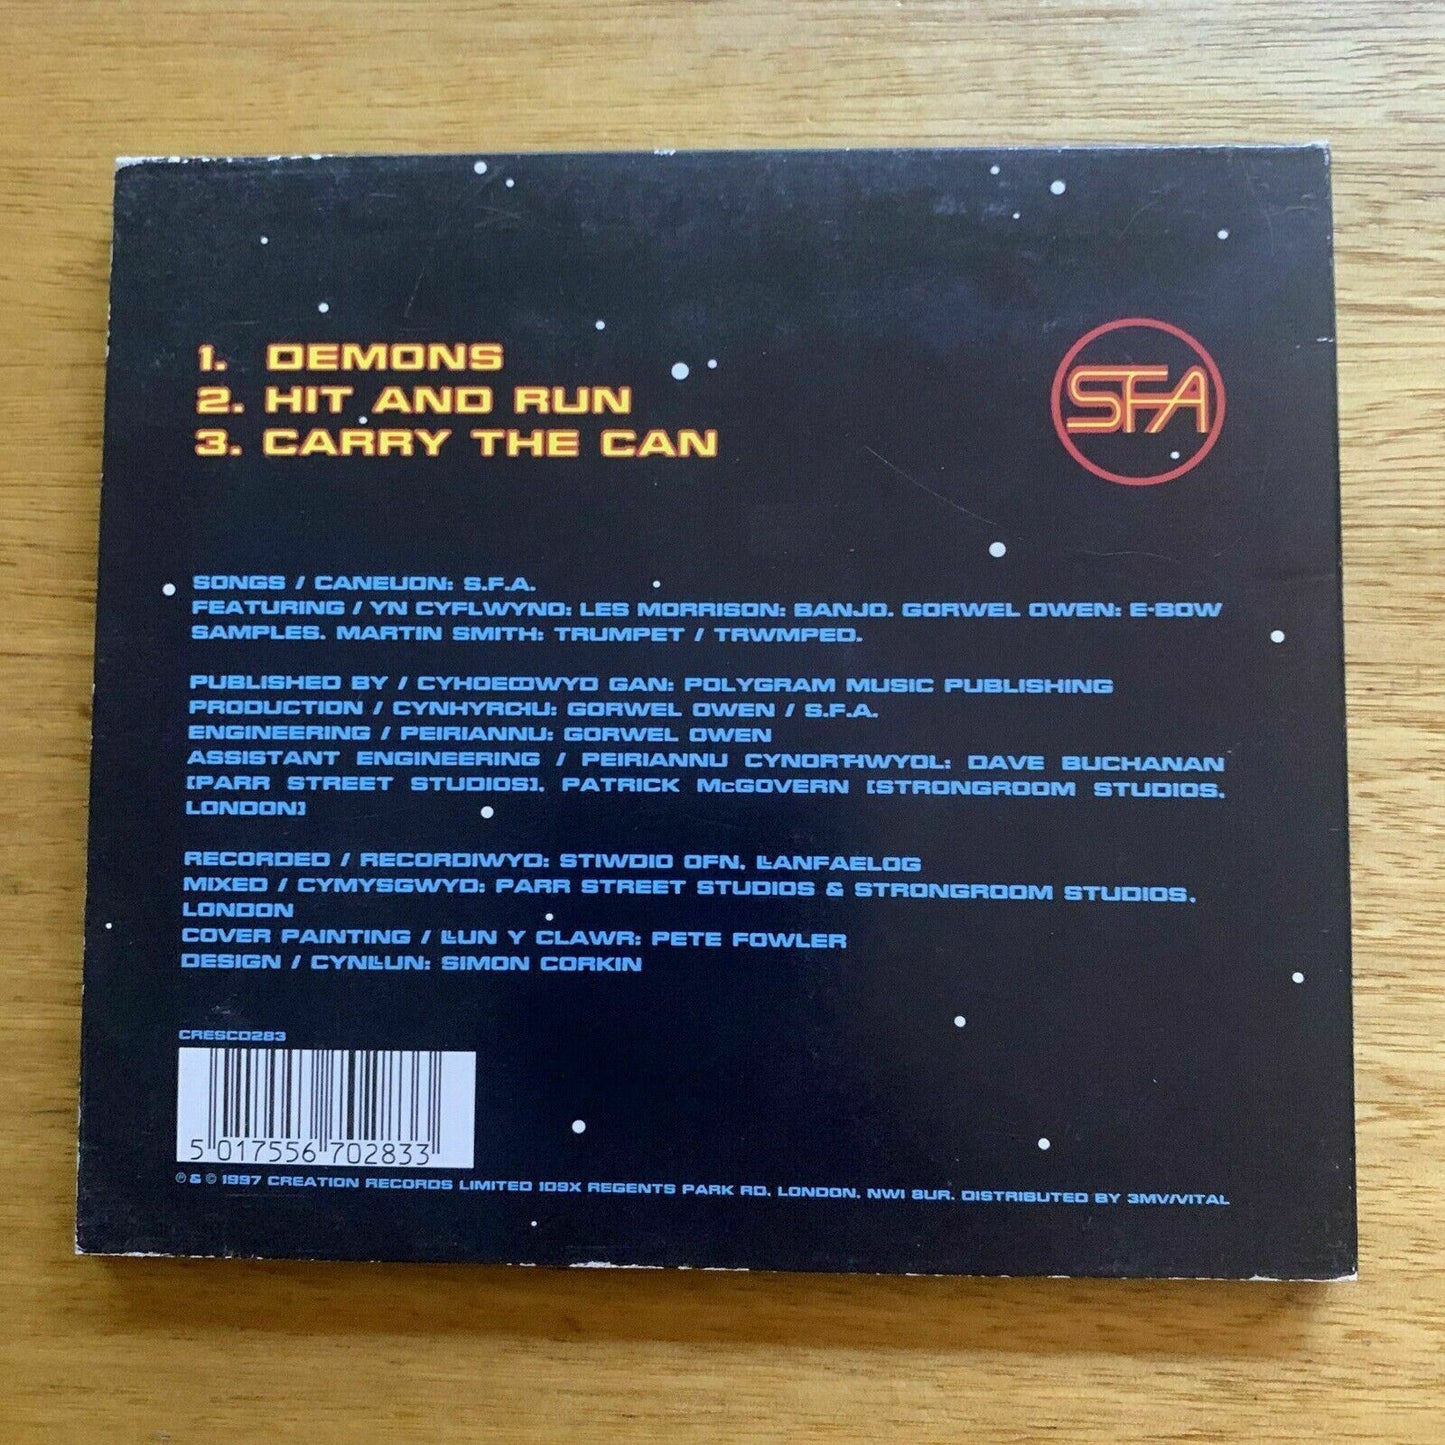 1. DEMONS
2. HIT AND RUN
3. CARRY THE CAN
SFA
SONGS / CANEUON: S.F.A.
FEATURING / YN CYFLWYNO: LES MORRISON: BANJO. GORWEL OWEN: E-BOW
SAMPLES. MARTIN SMITH: TRUMPET / TRWMPED.
PUBLISHED BY / CYHOEDDWYD GAN: POLYGRAM MUSIC PUBLISHING
PRODUCTION / CYNHYRCHU: GORWEL OWEN / S.F.A.
ENGINEERING / PEIRIANNU: GORWEL OWEN
ASSISTANT ENGINEERING / PEIRIANNU CYNORTHWYOL: DAVE BUCHANAN
[PARR STREET STUDIOS], PATRICK McGOVERN [STRONGROOM STUDIOS,
LONDON]
RECORDED / RECORDIWYD: STIWDIO OFN, LLANFAELOG
MIXED / CYMYSGWYD: PARR STREET STUDIOS & STRONGROOM STUDIOS,
LONDON
COVER PAINTING / LLUN Y CLAWR: PETE FOWLER
DESIGN / CYNLLUN: SIMON CORKIN
CRESCD283
5 017556 702833
℗ & © 1997 CREATION RECORDS LIMITED 109X REGENTS PARK RD, LONDON, NW1 8UR. DISTRIBUTED BY 3MV/VITAL